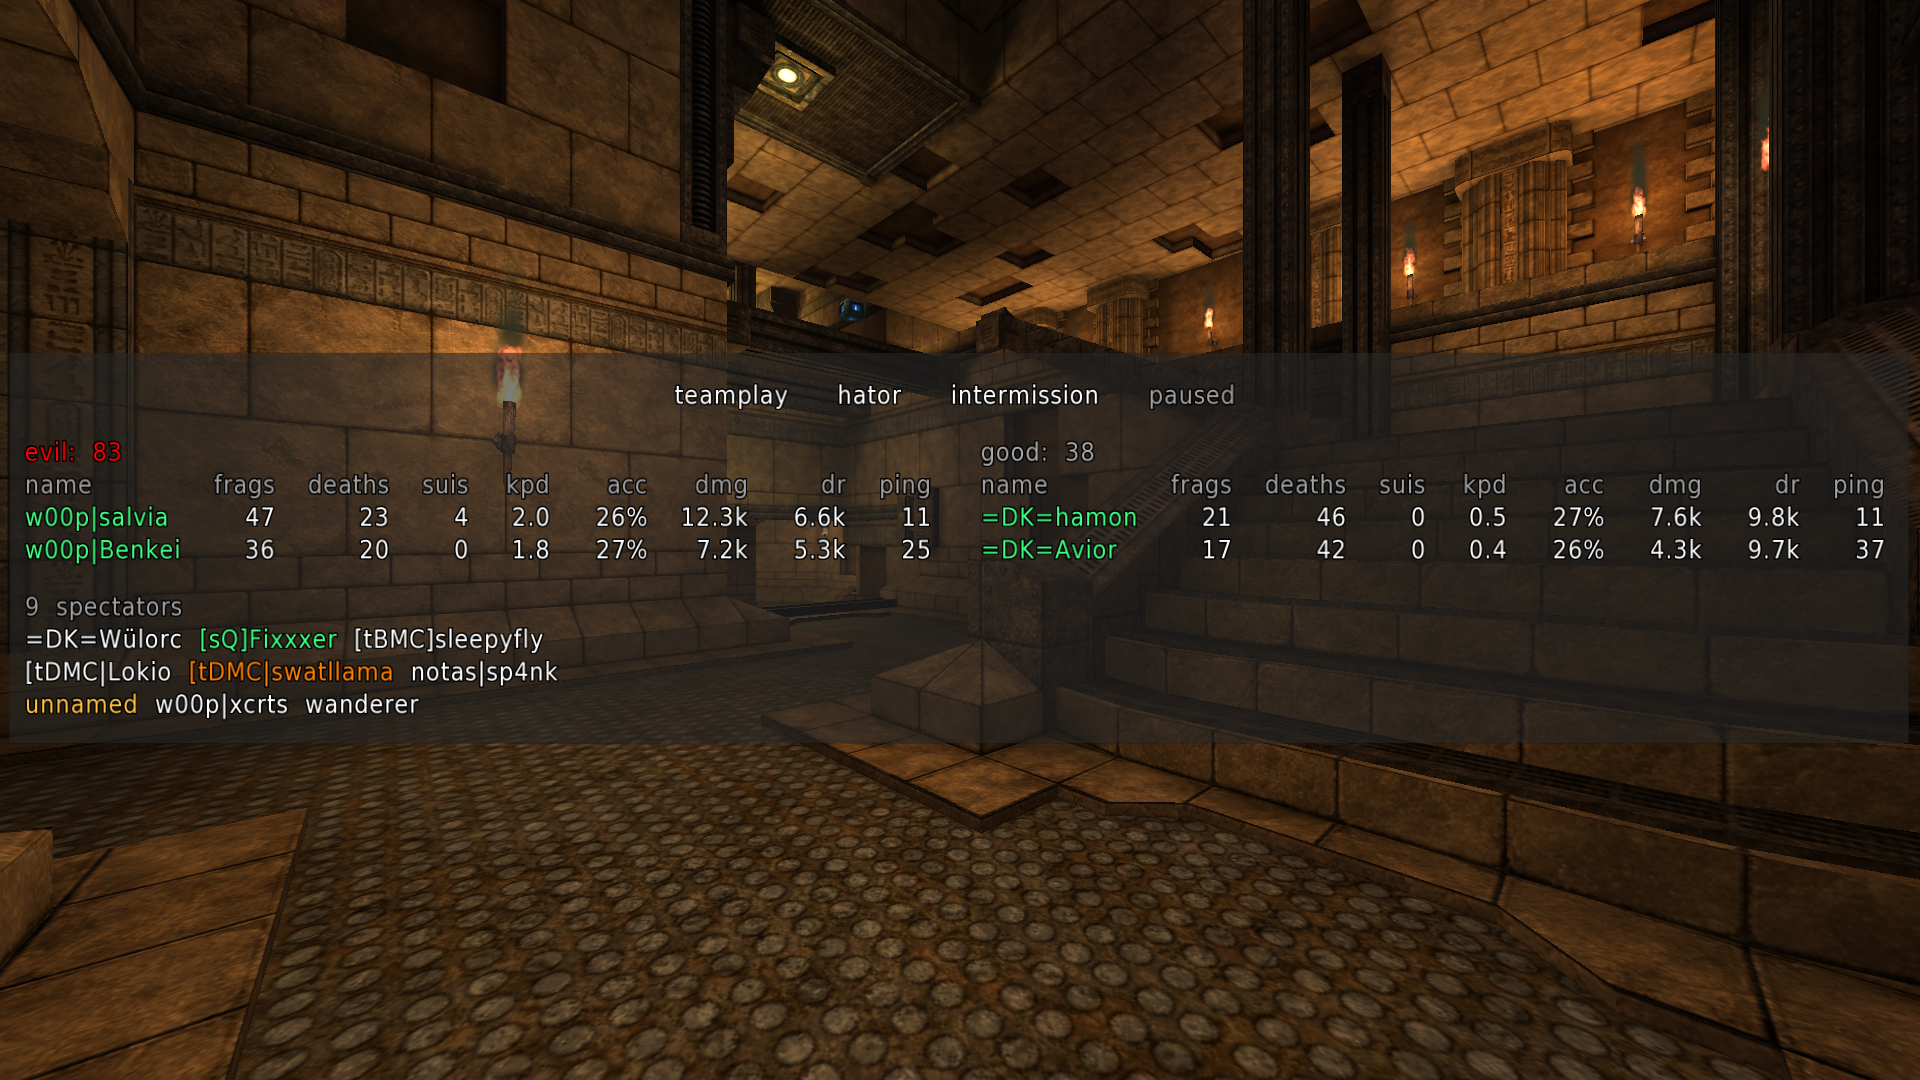 teamplay hator intermission paused
evil: 83
name frags deaths suis kpd acc dmg dr ping
w00p|salvia 47 23 4 2.0 26% 12.3k 6.6k 11
w00p|Benkei 36 20 0 1.8 27% 7.2k 5.3k 25
good: 38
name frags deaths suis kpd acc dmg dr ping
=DK=hamon 21 46 0 0.5 27% 7.6k 9.8k 11
=DK=Avior 17 42 0 0.4 26% 4.3k 9.7k 37
9 spectators
=DK=Wülorc [sQ]Fixxxer [tBMC]sleepyfly
[tDMC|Lokio [tDMC|swatllama notas|sp4nk
unnamed w00p|xcrts wanderer